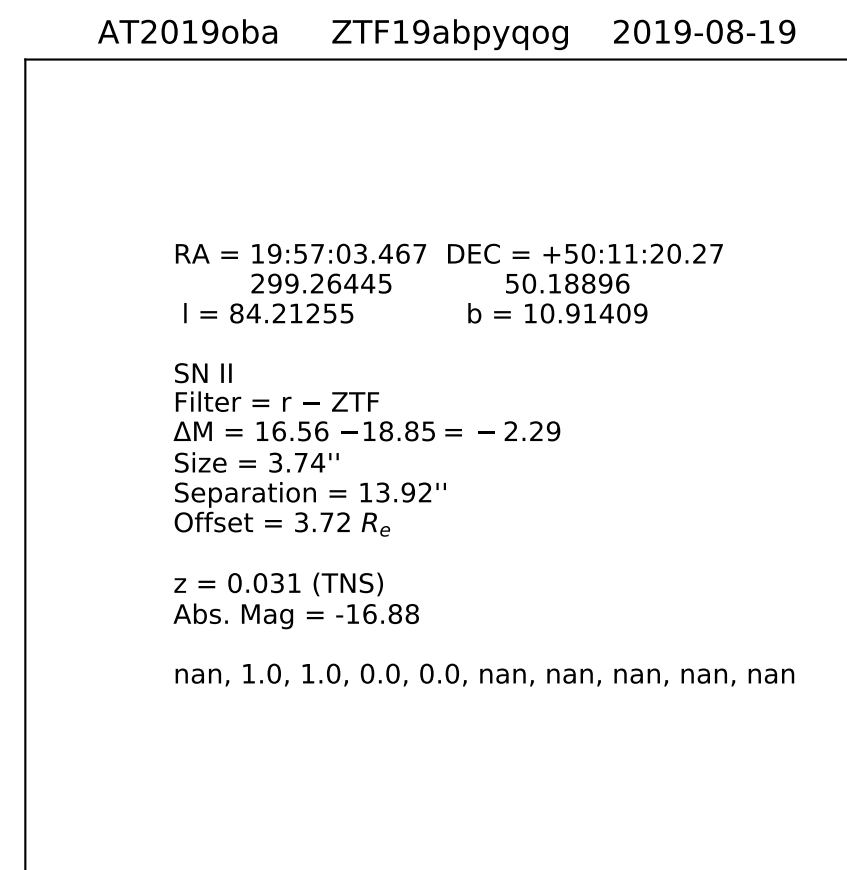 AT2019oba ZTF19abpyqog 2019-08-19
RA = 19:57:03.467 DEC = +50:11:20.27
299.26445 50.18896
l = 84.21255 b = 10.91409
SN II
Filter = r − ZTF
ΔM = 16.56 −18.85 = − 2.29
Size = 3.74''
Separation = 13.92''
Offset = 3.72 Re
z = 0.031 (TNS)
Abs. Mag = -16.88
nan, 1.0, 1.0, 0.0, 0.0, nan, nan, nan, nan, nan